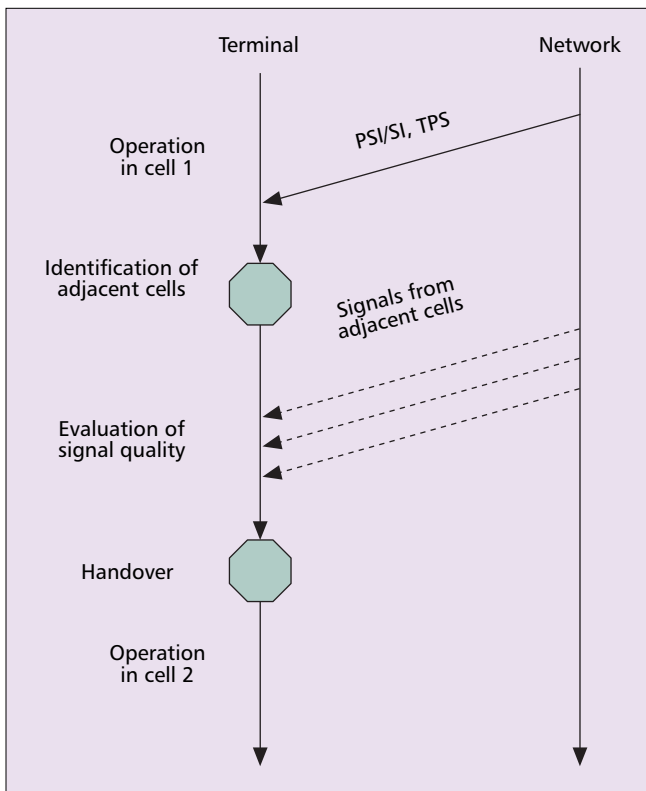 Terminal
Network
PSI/SI, TPS
Operation
in cell 1
Identification of
adjacent cells
Signals from
adjacent cells
Evaluation of
signal quality
Handover
Operation
in cell 2